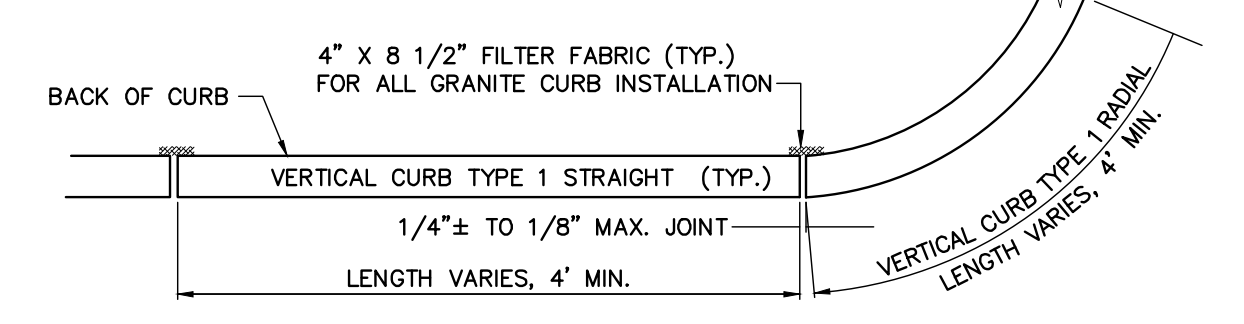 4" X 8 1/2" FILTER FABRIC (TYP.)
FOR ALL GRANITE CURB INSTALLATION
BACK OF CURB
VERTICAL CURB TYPE 1 STRAIGHT (TYP.)
1/4"± TO 1/8" MAX. JOINT
LENGTH VARIES, 4' MIN.
VERTICAL CURB TYPE 1 RADIAL
LENGTH VARIES, 4' MIN.